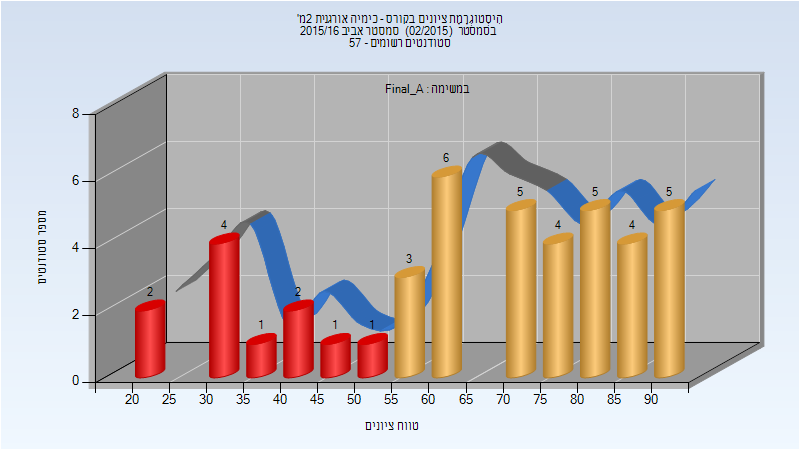 היסטוגרמת ציונים בקורס - כימיה אורגנית 2מ'
בסמסטר (02/2015) סמסטר אביב 2015/16
סטודנטים רשומים - 57
במשימה : Final_A
מספר סטודנטים
8
6
4
2
0
2
4
1
2
1
1
3
6
5
4
5
4
5
20 25 30 35 40 45 50 55 60 65 70 75 80 85 90
טווח ציונים